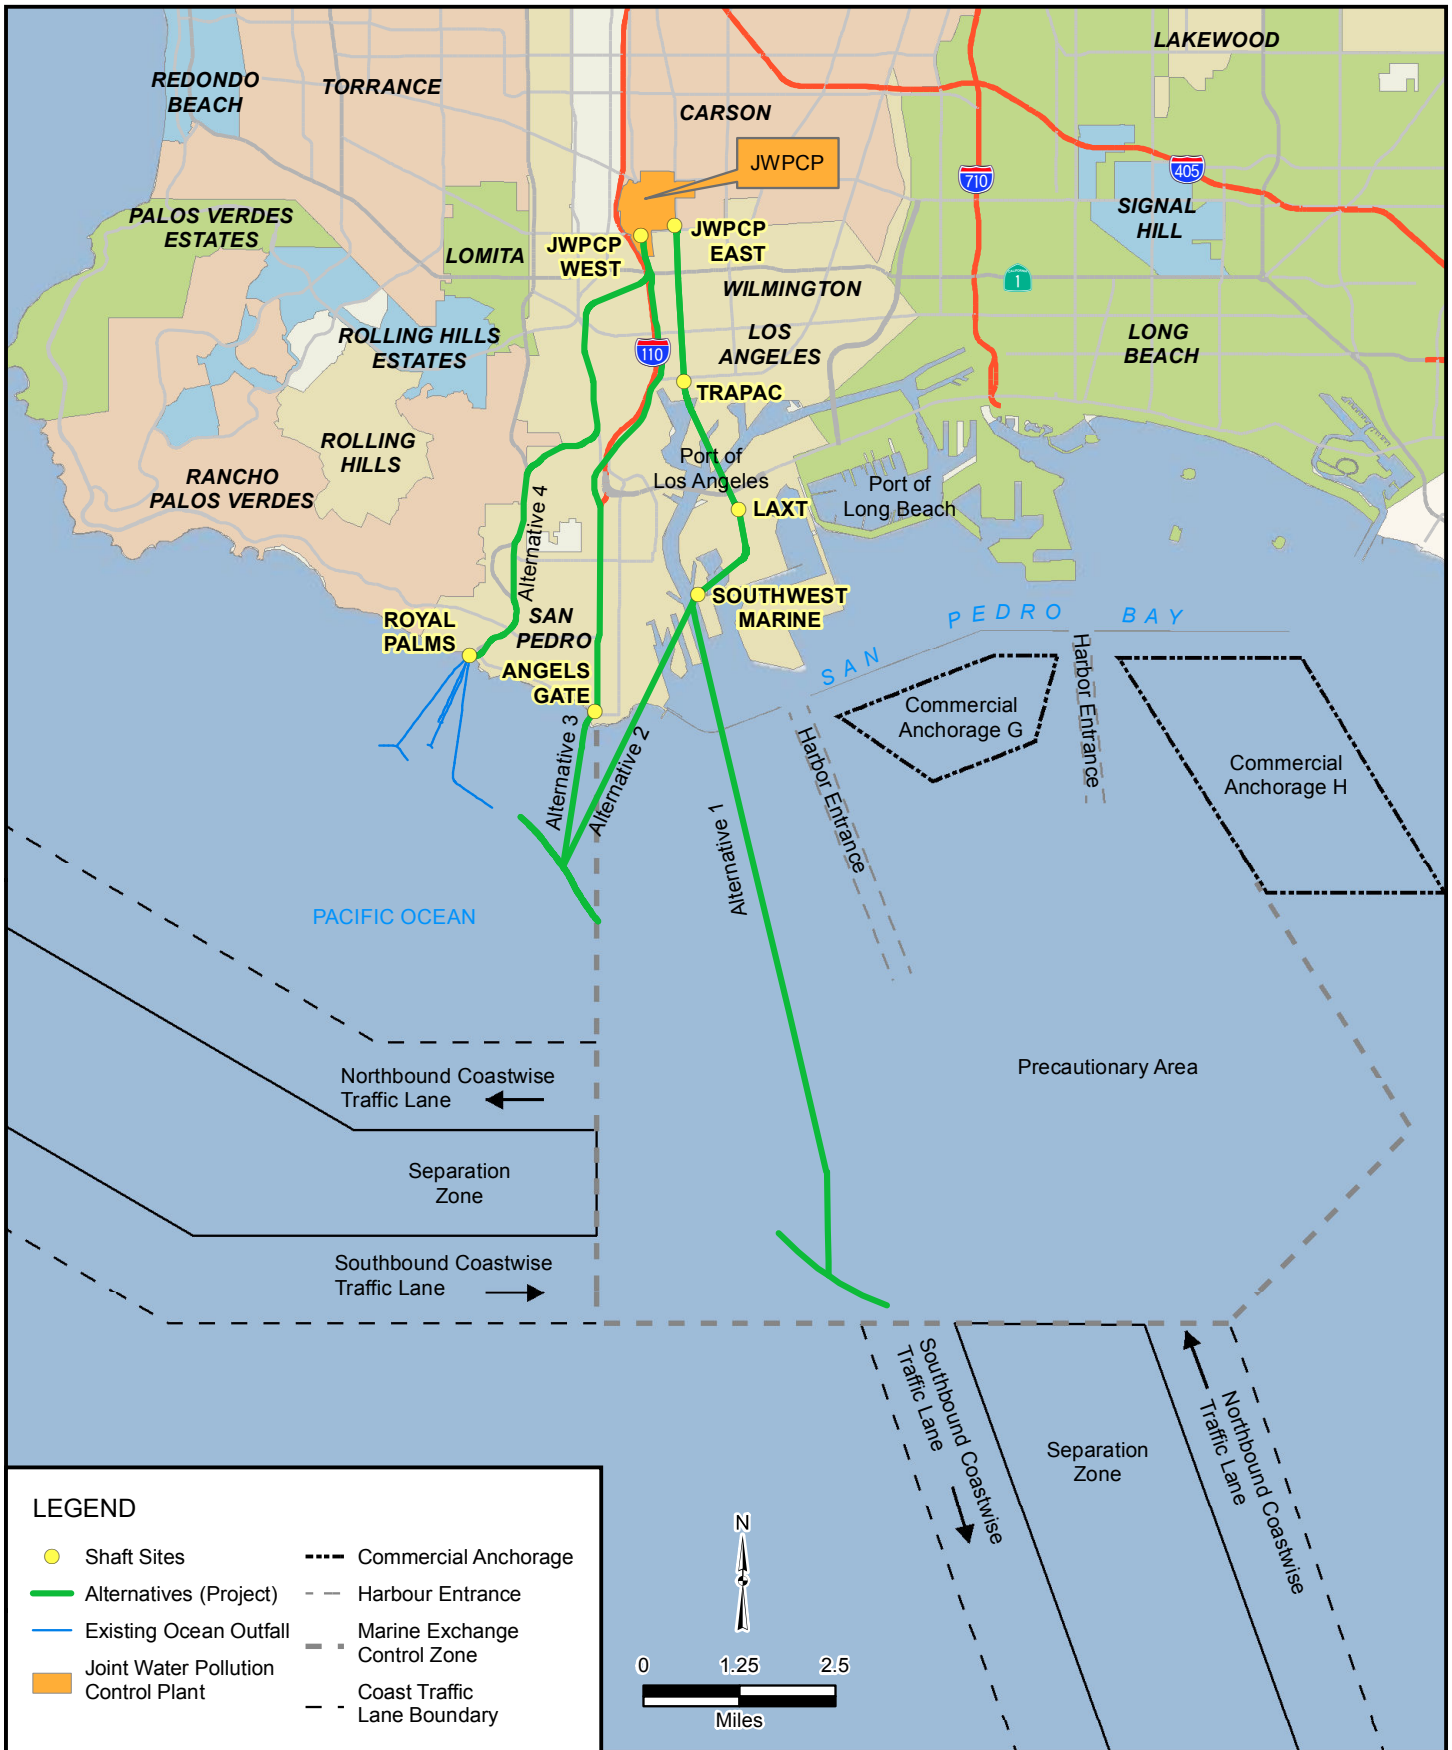 LAKEWOOD
REDONDO
BEACH
TORRANCE
CARSON
JWPCP
405
710
PALOS VERDES
ESTATES
SIGNAL
HILL
LOMITA
JWPCP
WEST
JWPCP
EAST
CALIFORNIA
1
WILMINGTON
LOS
ANGELES
LONG
BEACH
ROLLING HILLS
ESTATES
110
TRAPAC
ROLLING
HILLS
RANCHO
PALOS VERDES
Port of
Los Angeles
Port of
Long Beach
LAXT
Alternative 4
SOUTHWEST
MARINE
SAN
PEDRO
ROYAL
PALMS
ANGELS
GATE
SAN PEDRO BAY
Harbor Entrance
Commercial
Anchorage G
Commercial
Anchorage H
Harbor Entrance
Alternative 3
Alternative 2
Alternative 1
PACIFIC OCEAN
Precautionary Area
Northbound Coastwise
Traffic Lane
Separation
Zone
Southbound Coastwise
Traffic Lane
Southbound Coastwise
Traffic Lane
Separation
Zone
Northbound Coastwise
Traffic Lane
LEGEND
Shaft Sites
Alternatives (Project)
Existing Ocean Outfall
Joint Water Pollution
Control Plant
Commercial Anchorage
Harbour Entrance
Marine Exchange
Control Zone
Coast Traffic
Lane Boundary
N
0 1.25 2.5
Miles